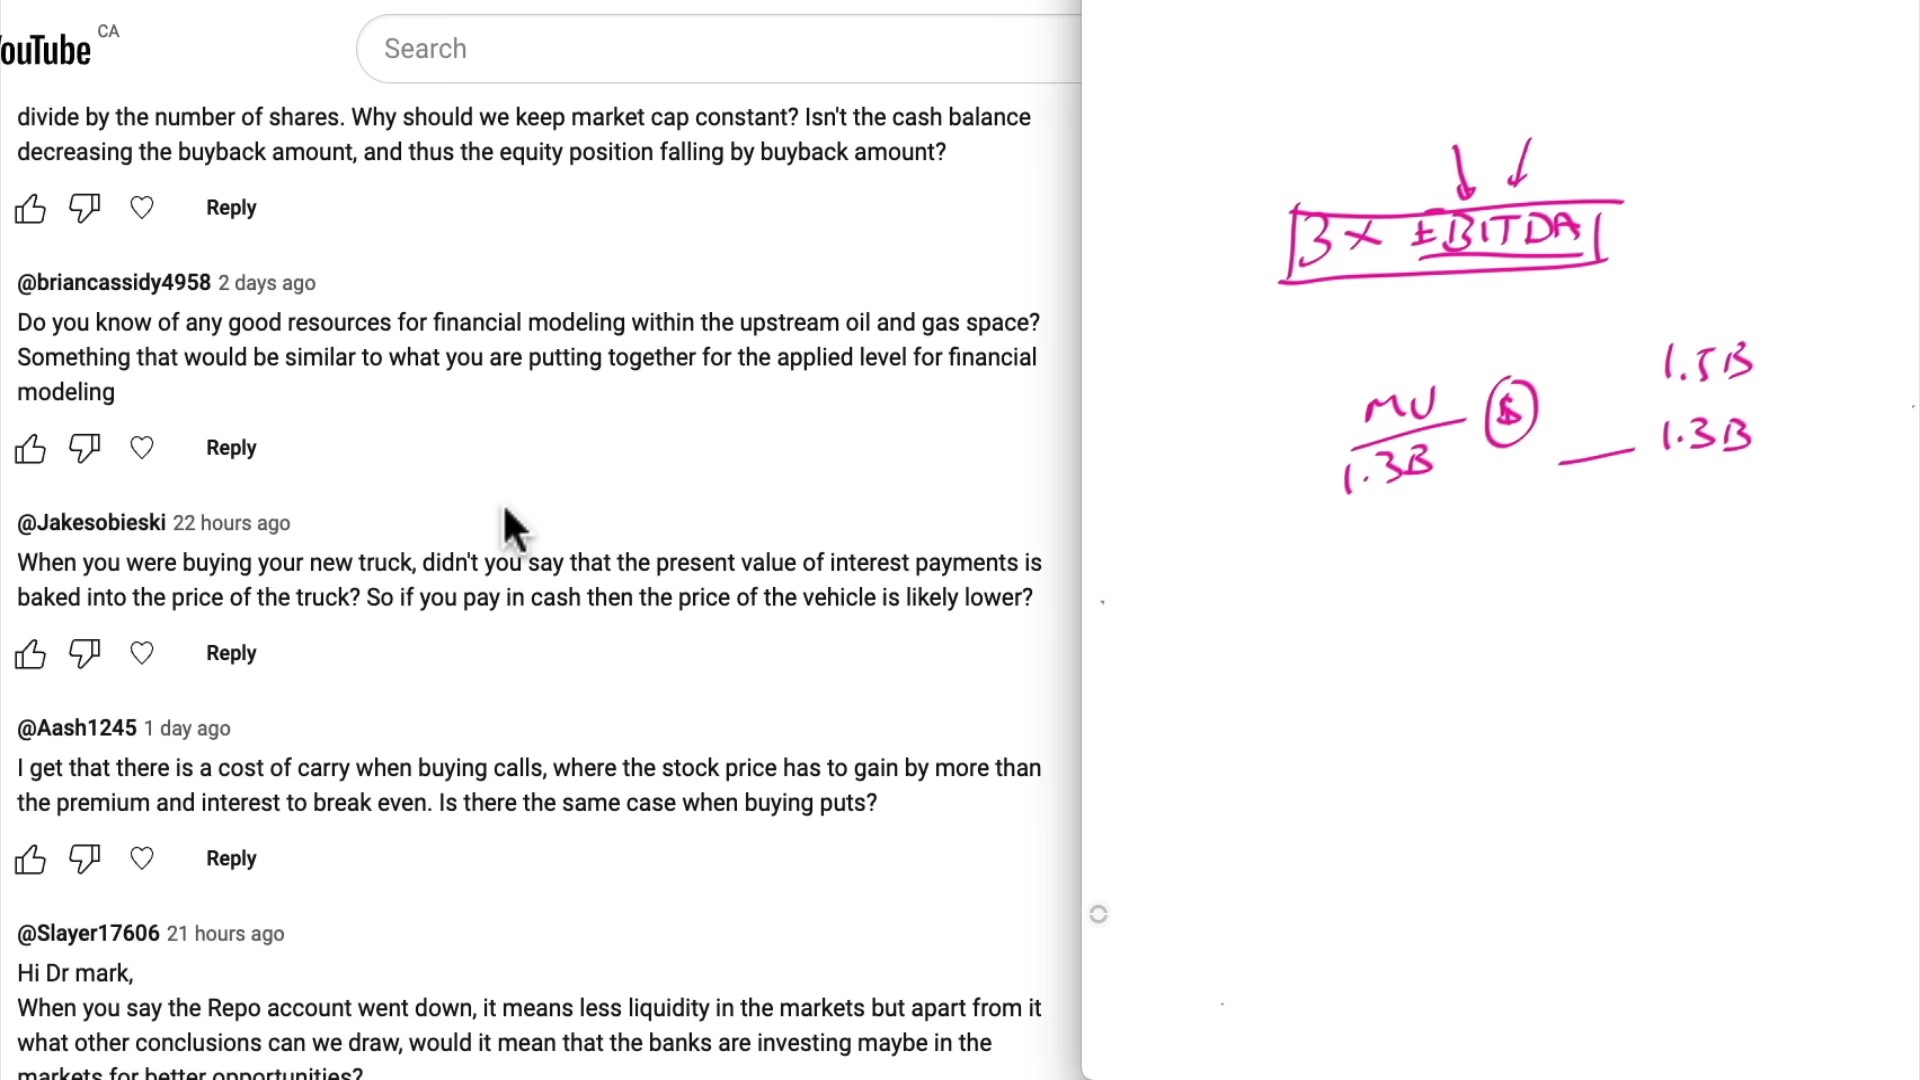 ouTube CA
Search
divide by the number of shares. Why should we keep market cap constant? Isn't the cash balance
decreasing the buyback amount, and thus the equity position falling by buyback amount?
Reply
@briancassidy4958 2 days ago
Do you know of any good resources for financial modeling within the upstream oil and gas space?
Something that would be similar to what you are putting together for the applied level for financial
modeling
Reply
@Jakesobieski 22 hours ago
When you were buying your new truck, didn't you say that the present value of interest payments is
baked into the price of the truck? So if you pay in cash then the price of the vehicle is likely lower?
Reply
@Aash1245 1 day ago
I get that there is a cost of carry when buying calls, where the stock price has to gain by more than
the premium and interest to break even. Is there the same case when buying puts?
Reply
@Slayer17606 21 hours ago
Hi Dr mark,
When you say the Repo account went down, it means less liquidity in the markets but apart from it
what other conclusions can we draw, would it mean that the banks are investing maybe in the
markets for better opportunities?
3 x EBITDA
1.5B
MV $
1.3B 1.3B